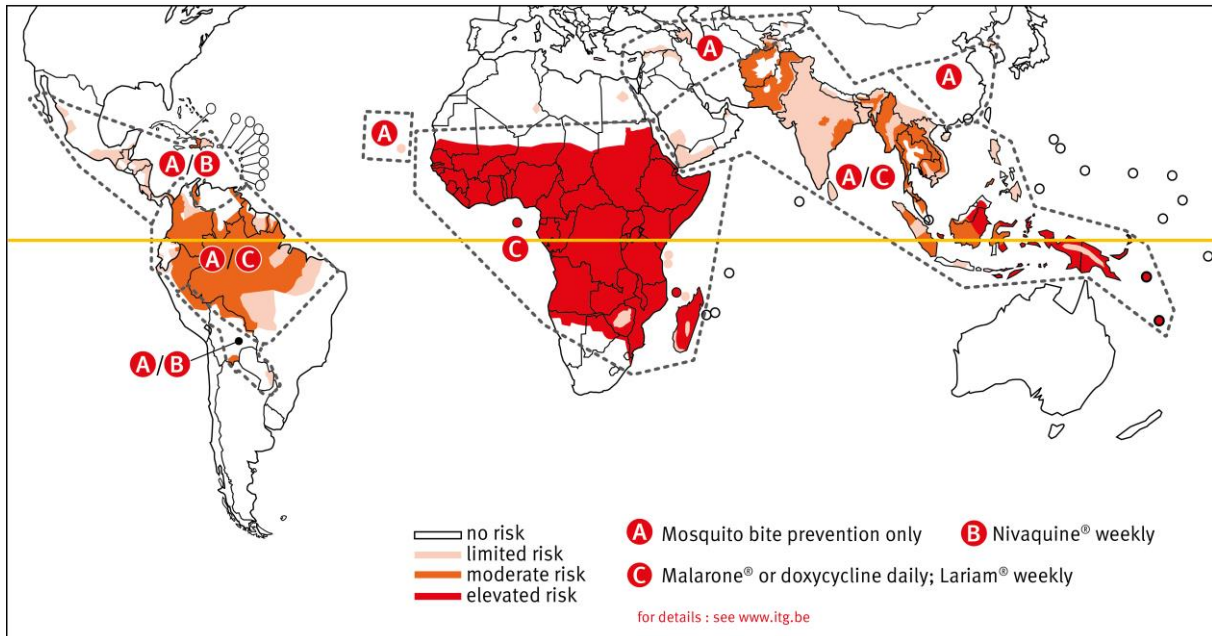 A
A
A
A/B
A/C
C
A/C
A/B
no risk
limited risk
moderate risk
elevated risk
A Mosquito bite prevention only
B Nivaquine® weekly
C Malarone® or doxycycline daily; Lariam® weekly
for details : see www.itg.be